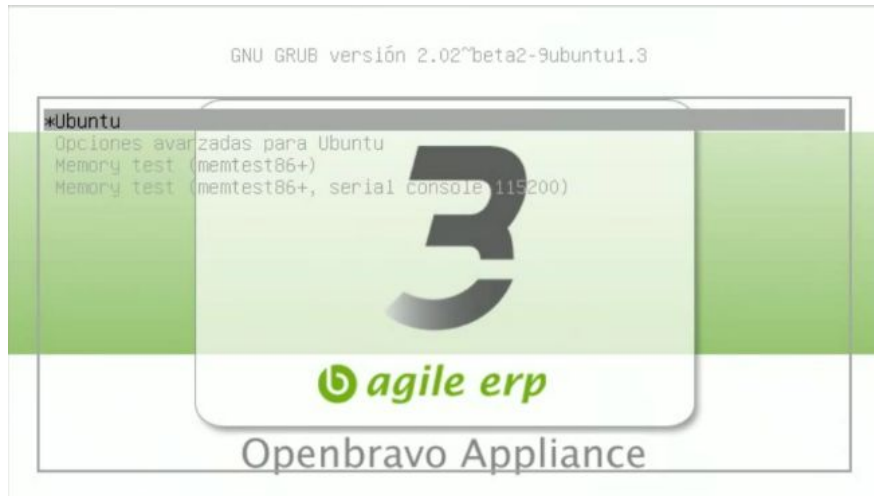 GNU GRUB versión 2.02~beta2-9ubuntu1.3
*Ubuntu
Opciones avanzadas para Ubuntu
Memory test (memtest86+)
Memory test (memtest86+, serial console 115200)
3
b agile erp
Openbravo Appliance